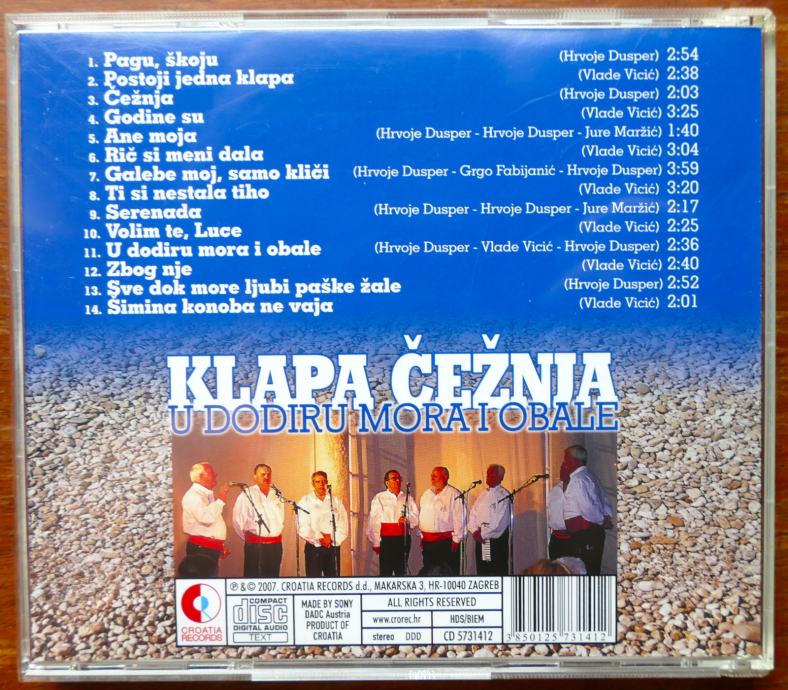 1. Pagu, škoju (Hrvoje Dusper) 2:54
2. Postoji jedna klapa (Vlade Vicić) 2:38
3. Čežnja (Hrvoje Dusper) 2:03
4. Godine su (Vlade Vicić) 3:25
5. Ane moja (Hrvoje Dusper - Hrvoje Dusper - Jure Maržić) 1:40
6. Rič si meni dala (Vlade Vicić) 3:04
7. Galebe moj, samo kliči (Hrvoje Dusper - Grgo Fabijanić - Hrvoje Dusper) 3:59
8. Ti si nestala tiho (Vlade Vicić) 3:20
9. Serenada (Hrvoje Dusper - Hrvoje Dusper - Jure Maržić) 2:17
10. Volim te, Luce (Vlade Vicić) 2:25
11. U dodiru mora i obale (Hrvoje Dusper - Vlade Vicić - Hrvoje Dusper) 2:36
12. Zbog nje (Vlade Vicić) 2:40
13. Sve dok more ljubi paške žale (Hrvoje Dusper) 2:52
14. Šimina konoba ne vaja (Vlade Vicić) 2:01
KLAPA ČEŽNJA
U DODIRU MORA I OBALE
CROATIA
RECORDS
℗ & © 2007. CROATIA RECORDS d.d., MAKARSKA 3, HR-10040 ZAGREB
COMPACT
disc
DIGITAL AUDIO
TEXT
MADE BY SONY
DADC Austria
PRODUCT OF
CROATIA
ALL RIGHTS RESERVED
www.crorec.hr HDS/BIEM
stereo DDD CD 5731412
3 850125 731412